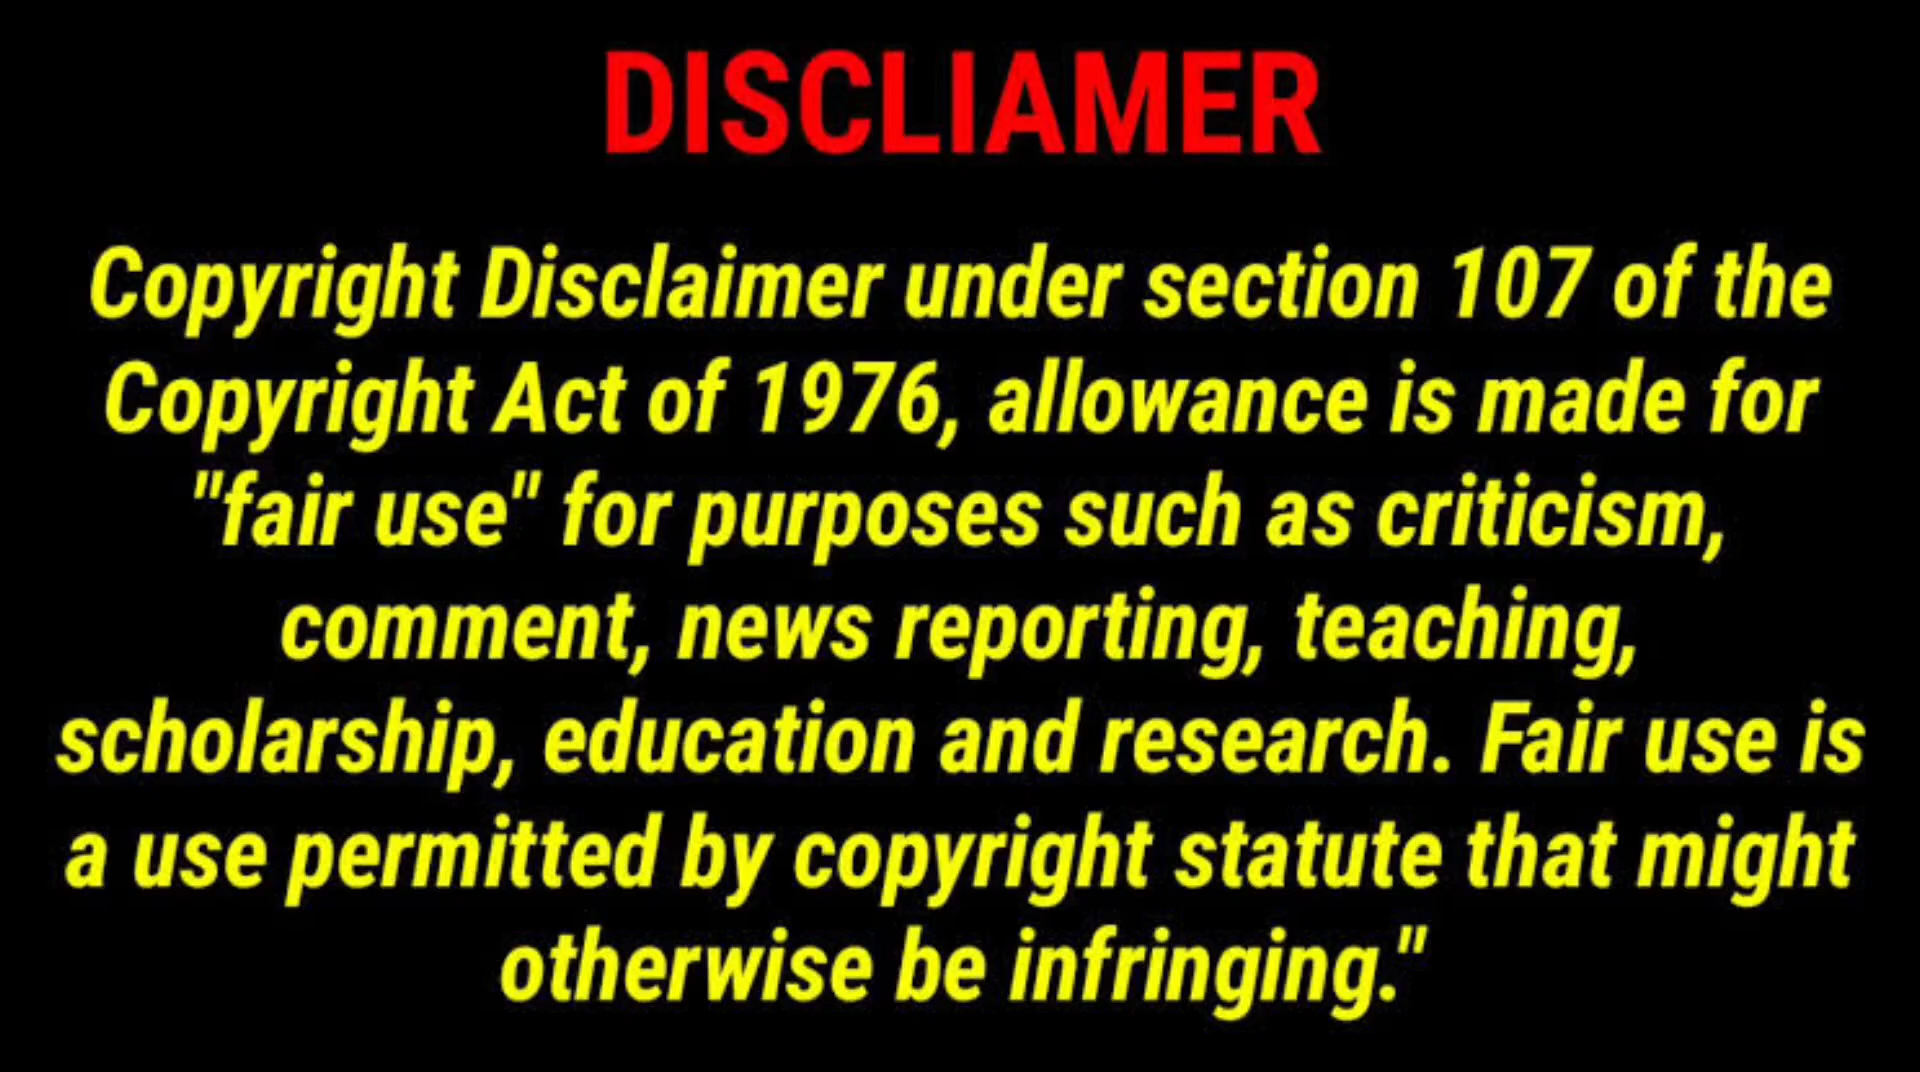 DISCLIAMER
Copyright Disclaimer under section 107 of the
Copyright Act of 1976, allowance is made for
"fair use" for purposes such as criticism,
comment, news reporting, teaching,
scholarship, education and research. Fair use is
a use permitted by copyright statute that might
otherwise be infringing."